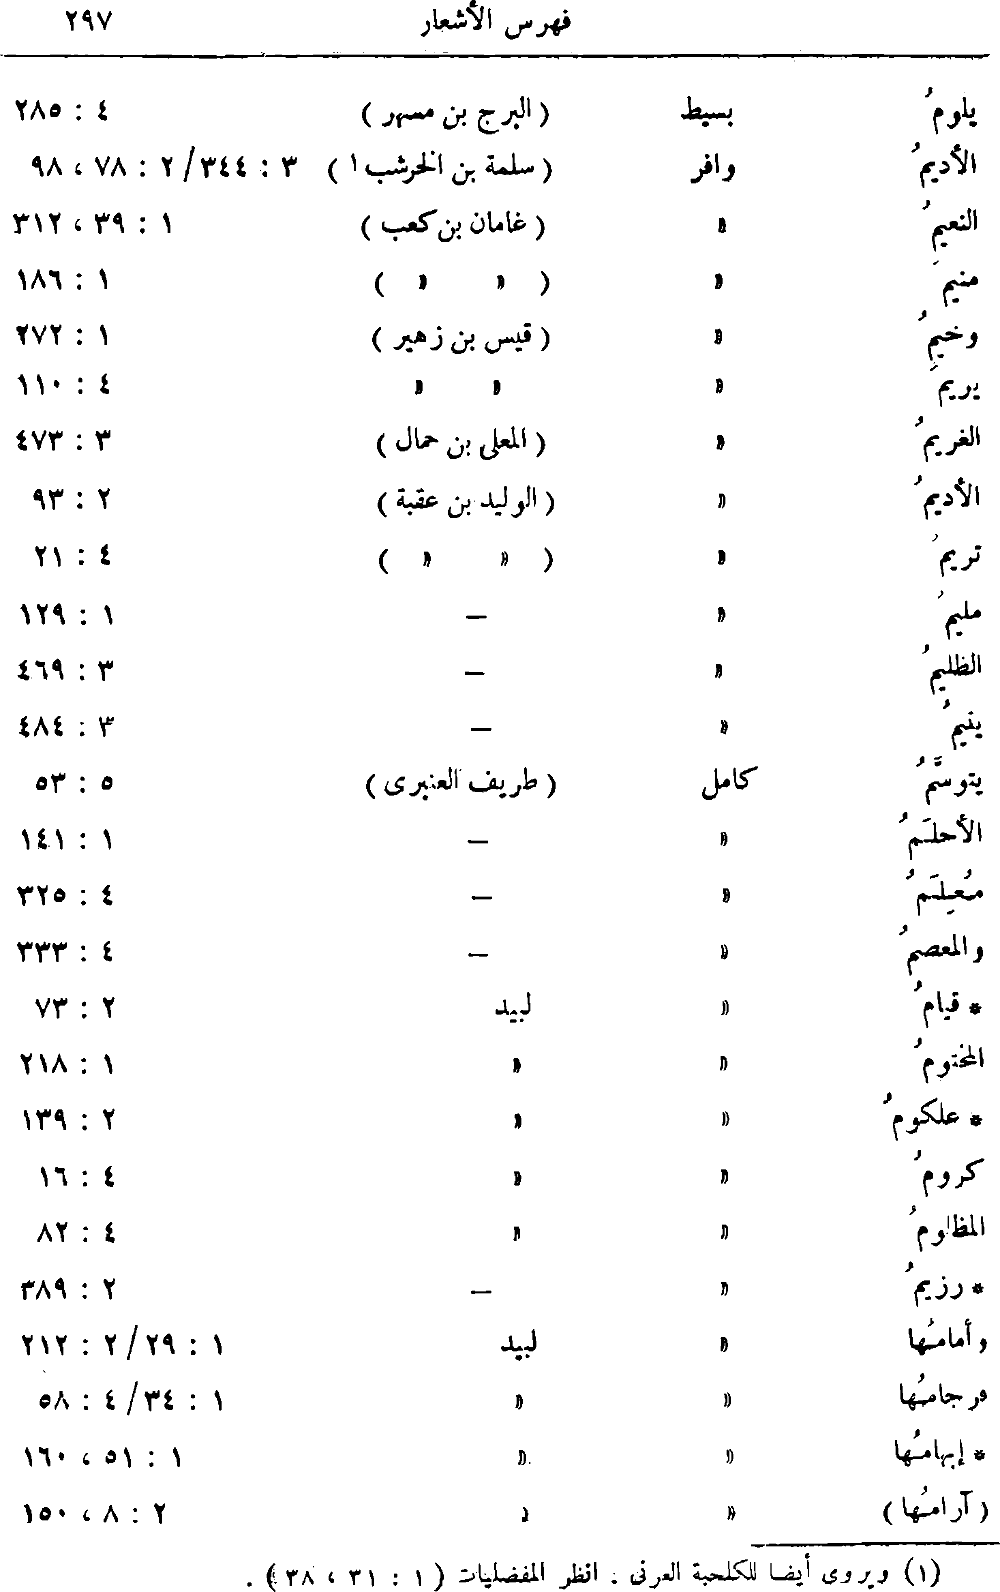 فهرس الأشعار ٢٩٧
يلومُ بسيط ( البرج بن مسهر ) ٤ : ٢٨٥
الأديمُ وافر ( سلمة بن الخرشب ١ ) ٣ : ٣٤٤ / ٢ : ٧٨ ، ٩٨
النعيمُ » ( غامان بن كعب ) ١ : ٣٩ ، ٣١٢
منيمُ » ( » » ) ١ : ١٨٦
وخيمُ » ( قيس بن زهير ) ١ : ٢٧٢
يريمُ » » » ٤ : ١١٠
الغريمُ » ( المعلى بن حمال ) ٣ : ٤٧٣
الأديمُ » ( الوليد بن عقبة ) ٢ : ٩٣
تريمُ » ( » » ) ٤ : ٢١
مليمُ » — ١ : ١٢٩
الظليمُ » — ٣ : ٤٦٩
ينيمُ » — ٣ : ٤٨٤
يتوسَّمُ كامل ( طريف العنبرى ) ٥ : ٥٣
الأحلَمُ » — ١ : ١٤١
مُعلَمُ » — ٤ : ٣٢٥
والمعصمُ » — ٤ : ٣٣٣
* قيامُ » لبيد ٢ : ٧٣
المختومُ » » ١ : ٢١٨
* علكومُ » » ٢ : ١٣٩
كرومُ » » ٤ : ١٦
المظلومُ » » ٤ : ٨٢
* رزيمُ » — ٢ : ٣٨٩
وأمامُها » لبيد ١ : ٢٩ / ٢ : ٢١٢
فرجامُها » » ١ : ٣٤ / ٤ : ٥٨
* إبهامُها » » ١ : ٥١ ، ١٦٠
( آرامُها ) » » ٢ : ٨ ، ١٥٠
(١) ويروى أيضا للكلحبة العرنى . انظر المفضليات ( ١ : ٣١ ، ٣٨ ) .